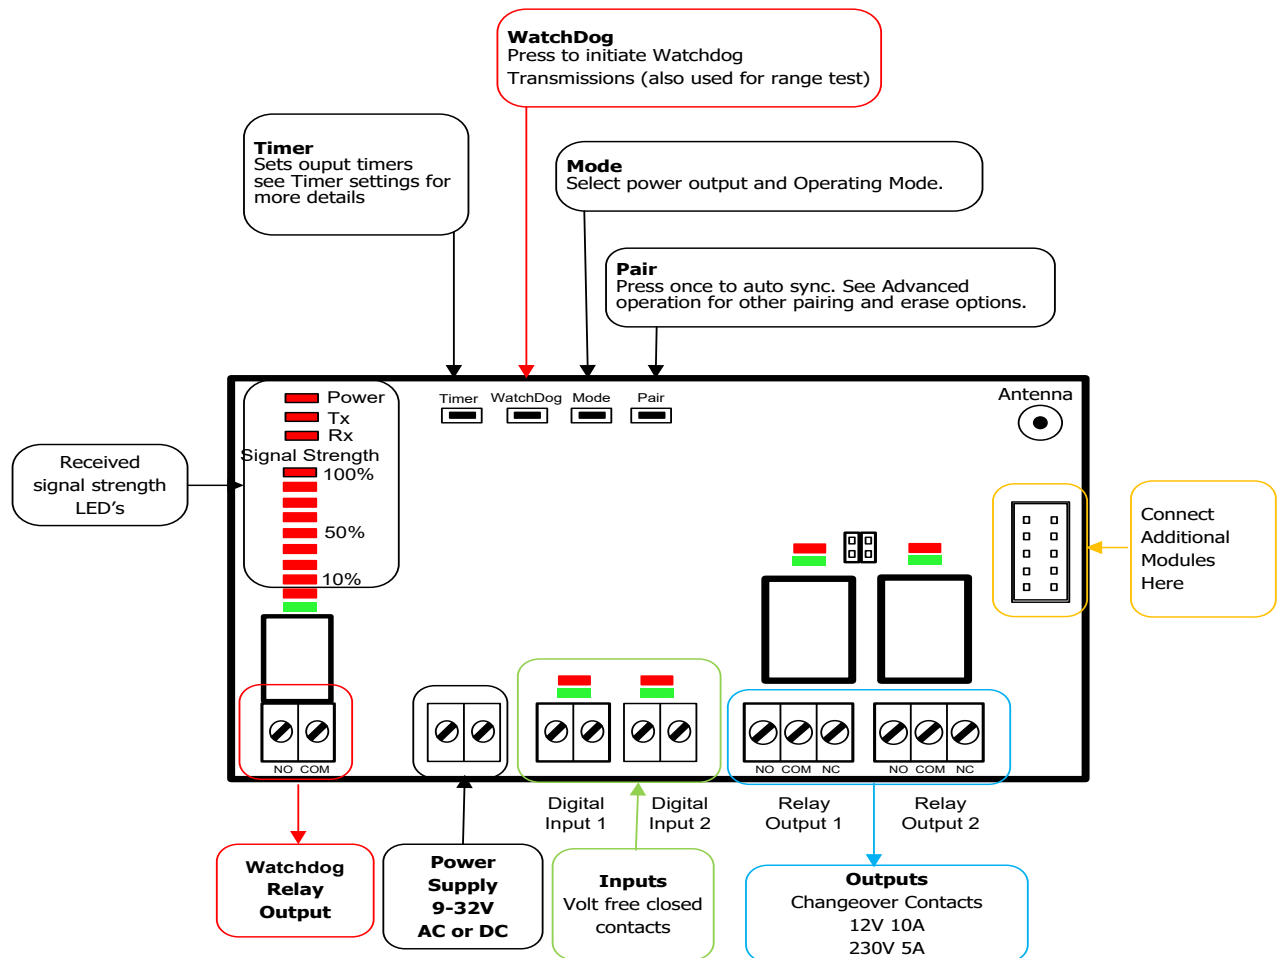 WatchDog
Press to initiate Watchdog
Transmissions (also used for range test)
Timer
Sets ouput timers
see Timer settings for
more details
Mode
Select power output and Operating Mode.
Pair
Press once to auto sync. See Advanced
operation for other pairing and erase options.
Power
Tx
Rx
Signal Strength
100%
50%
10%
Timer
WatchDog
Mode
Pair
Antenna
Received
signal strength
LED's
Connect
Additional
Modules
Here
NO COM
NO COM NC
NO COM NC
Digital
Input 1
Digital
Input 2
Relay
Output 1
Relay
Output 2
Watchdog
Relay
Output
Power
Supply
9-32V
AC or DC
Inputs
Volt free closed
contacts
Outputs
Changeover Contacts
12V 10A
230V 5A